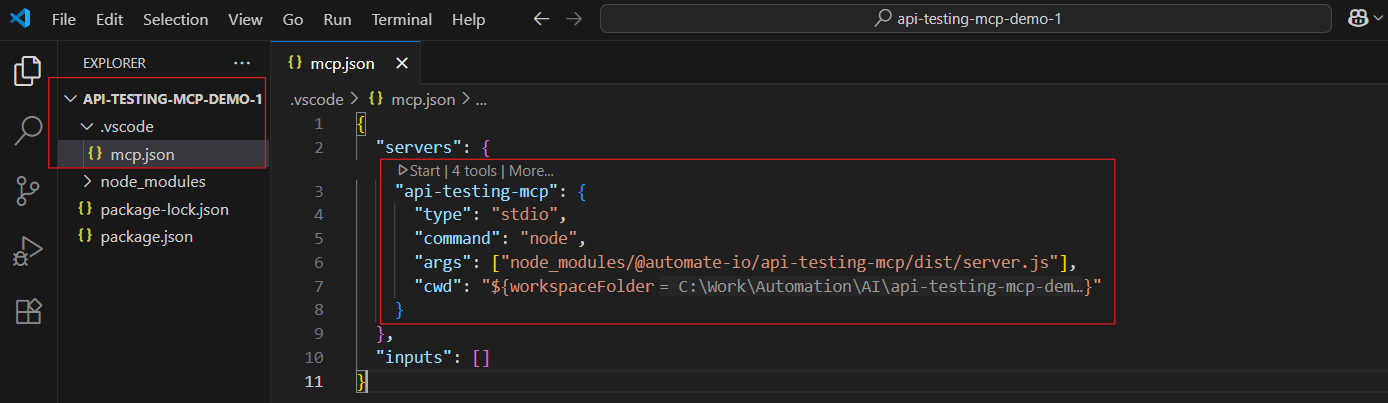 File Edit Selection View Go Run Terminal Help
api-testing-mcp-demo-1
EXPLORER ...
API-TESTING-MCP-DEMO-1
.vscode
{} mcp.json
node_modules
{} package-lock.json
{} package.json
{} mcp.json
.vscode > {} mcp.json > ...
1 {
2 "servers": {
Start | 4 tools | More...
3 "api-testing-mcp": {
4 "type": "stdio",
5 "command": "node",
6 "args": ["node_modules/@automate-io/api-testing-mcp/dist/server.js"],
7 "cwd": "${workspaceFolder = C:\Work\Automation\AI\api-testing-mcp-dem…}"
8 }
9 },
10 "inputs": []
11 }